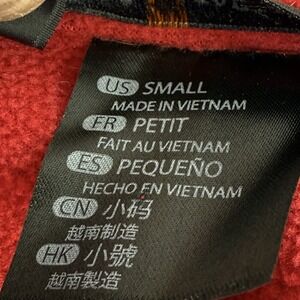 US SMALL
MADE IN VIETNAM
FR PETIT
FAIT AU VIETNAM
ES PEQUEÑO
HECHO EN VIETNAM
CN 小码
越南制造
HK 小號
越南製造